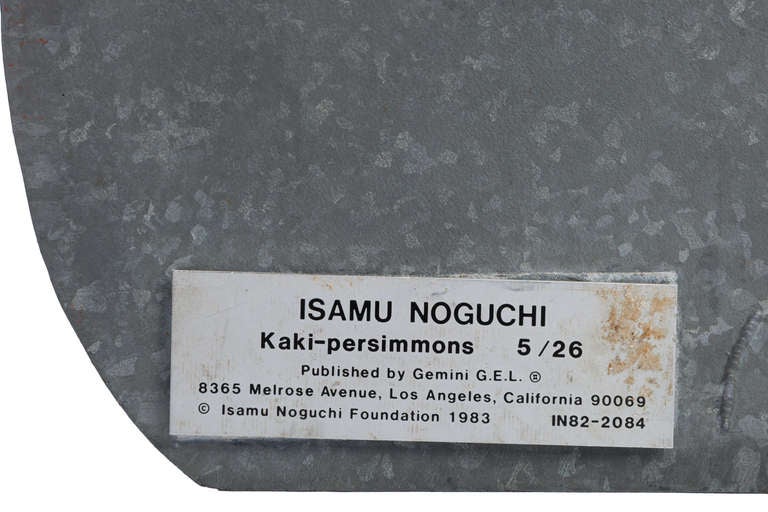 ISAMU NOGUCHI
Kaki-persimmons 5/26
Published by Gemini G.E.L. ®
8365 Melrose Avenue, Los Angeles, California 90069
© Isamu Noguchi Foundation 1983 IN82-2084